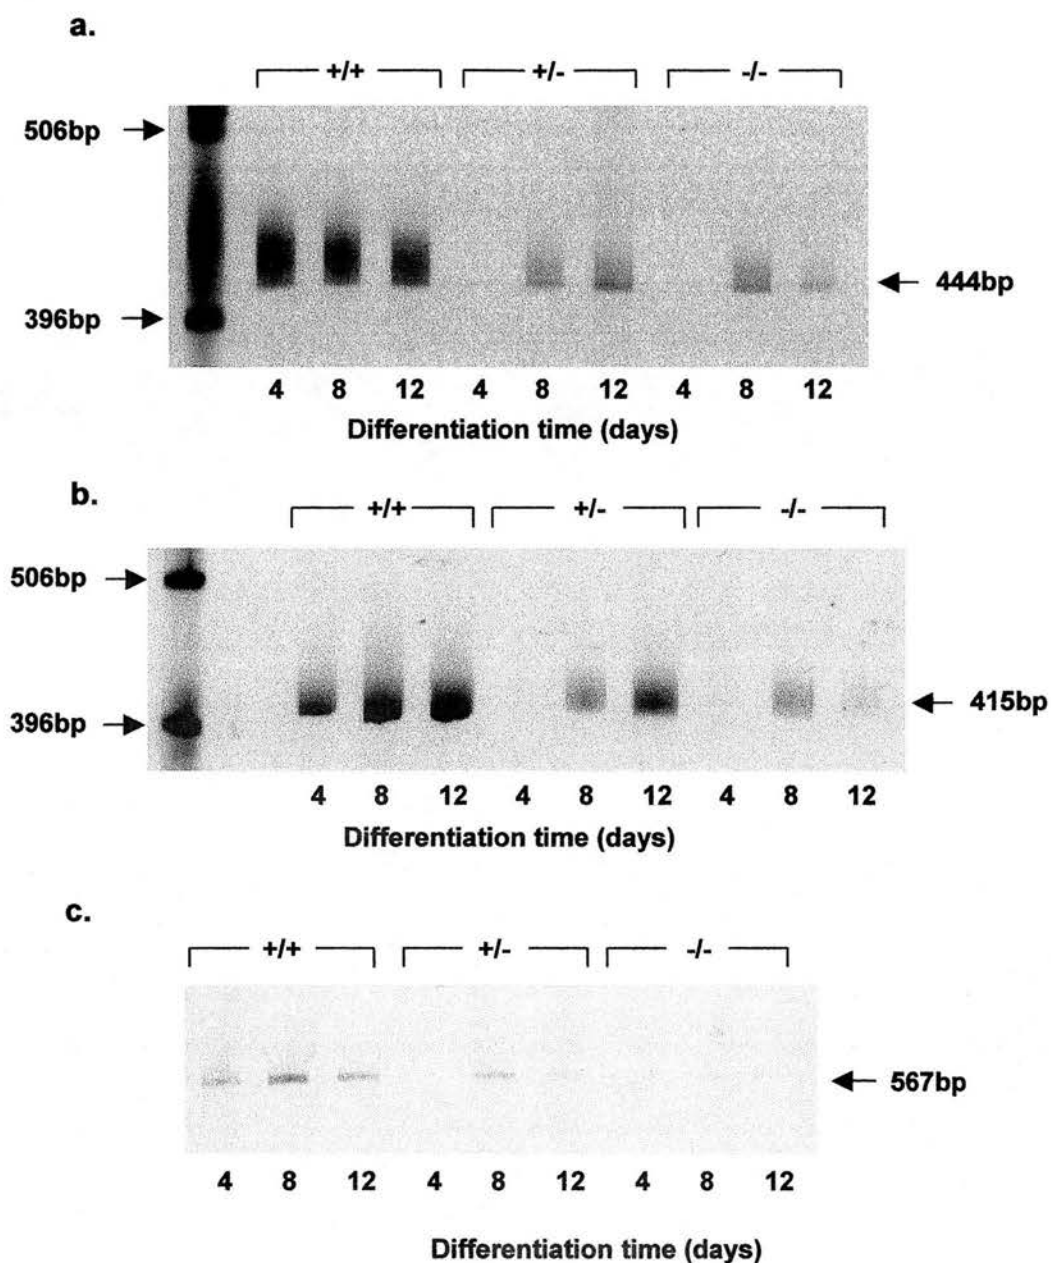 a.
+/+ +/- -/-
506bp
444bp
396bp
4 8 12 4 8 12 4 8 12
Differentiation time (days)
b.
+/+ +/- -/-
506bp
415bp
396bp
4 8 12 4 8 12 4 8 12
Differentiation time (days)
c.
+/+ +/- -/-
567bp
4 8 12 4 8 12 4 8 12
Differentiation time (days)